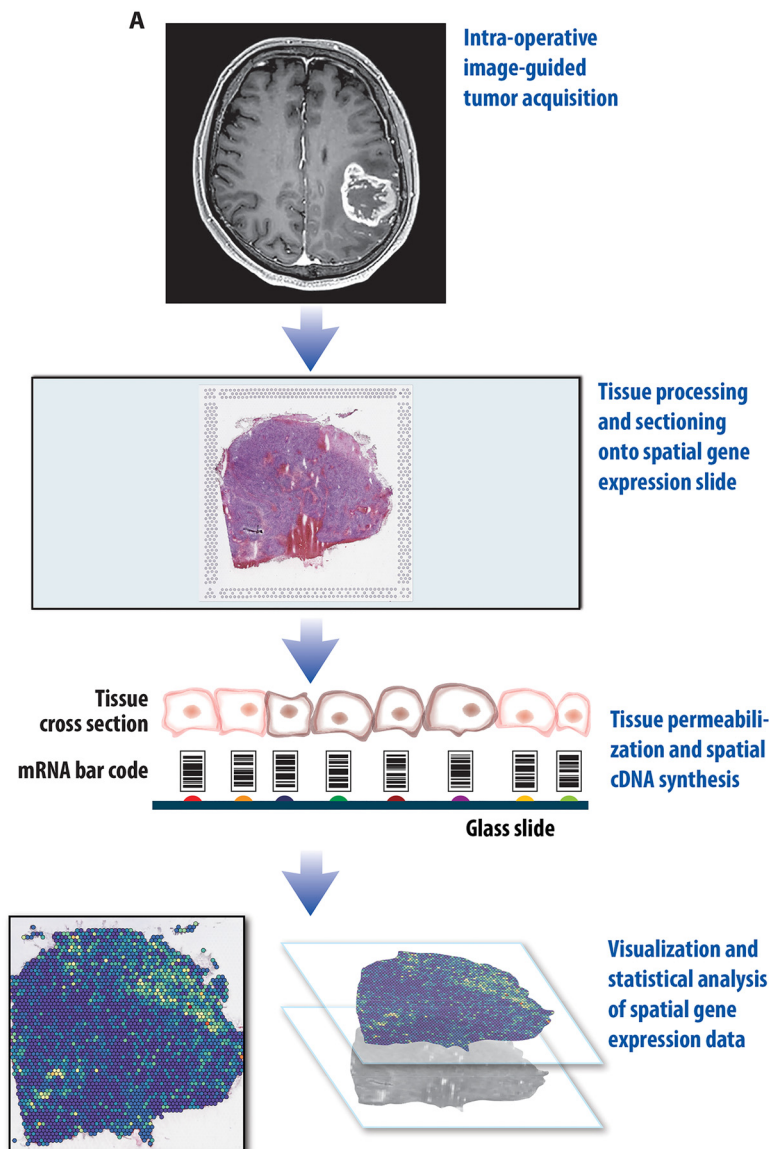 A
Intra-operative
image-guided
tumor acquisition
Tissue processing
and sectioning
onto spatial gene
expression slide
Tissue
cross section
mRNA bar code
Glass slide
Tissue permeabili-
zation and spatial
cDNA synthesis
Visualization and
statistical analysis
of spatial gene
expression data